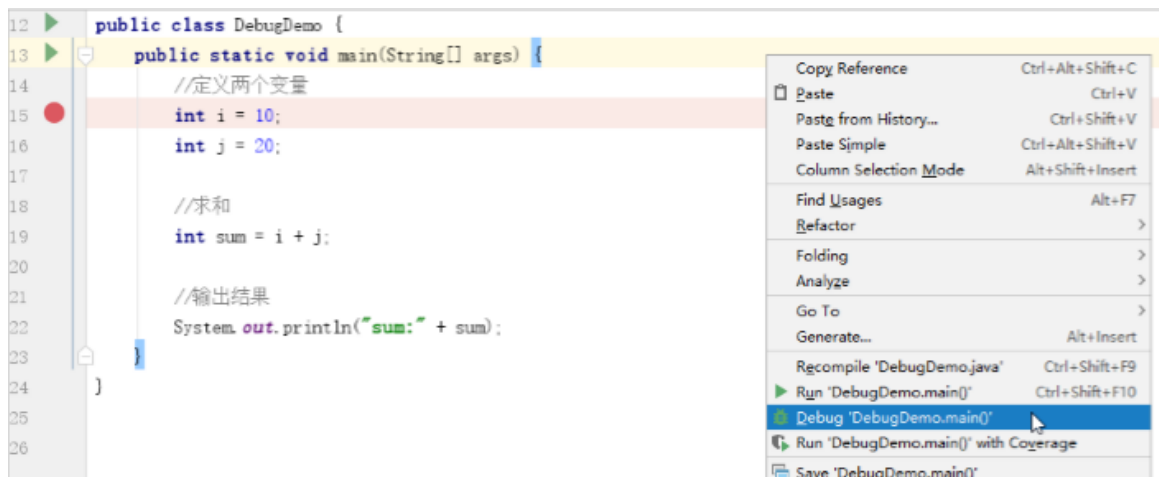 12 public class DebugDemo {
13 public static void main(String[] args) {
14 //定义两个变量
15 int i = 10;
16 int j = 20;
17
18 //求和
19 int sum = i + j;
20
21 //输出结果
22 System.out.println("sum:" + sum);
23 }
24 }
25
26
Copy Reference Ctrl+Alt+Shift+C
Paste Ctrl+V
Paste from History... Ctrl+Shift+V
Paste Simple Ctrl+Alt+Shift+V
Column Selection Mode Alt+Shift+Insert
Find Usages Alt+F7
Refactor
Folding
Analyze
Go To
Generate... Alt+Insert
Recompile 'DebugDemo.java' Ctrl+Shift+F9
Run 'DebugDemo.main()' Ctrl+Shift+F10
Debug 'DebugDemo.main()'
Run 'DebugDemo.main()' with Coverage
Save 'DebugDemo.main()'